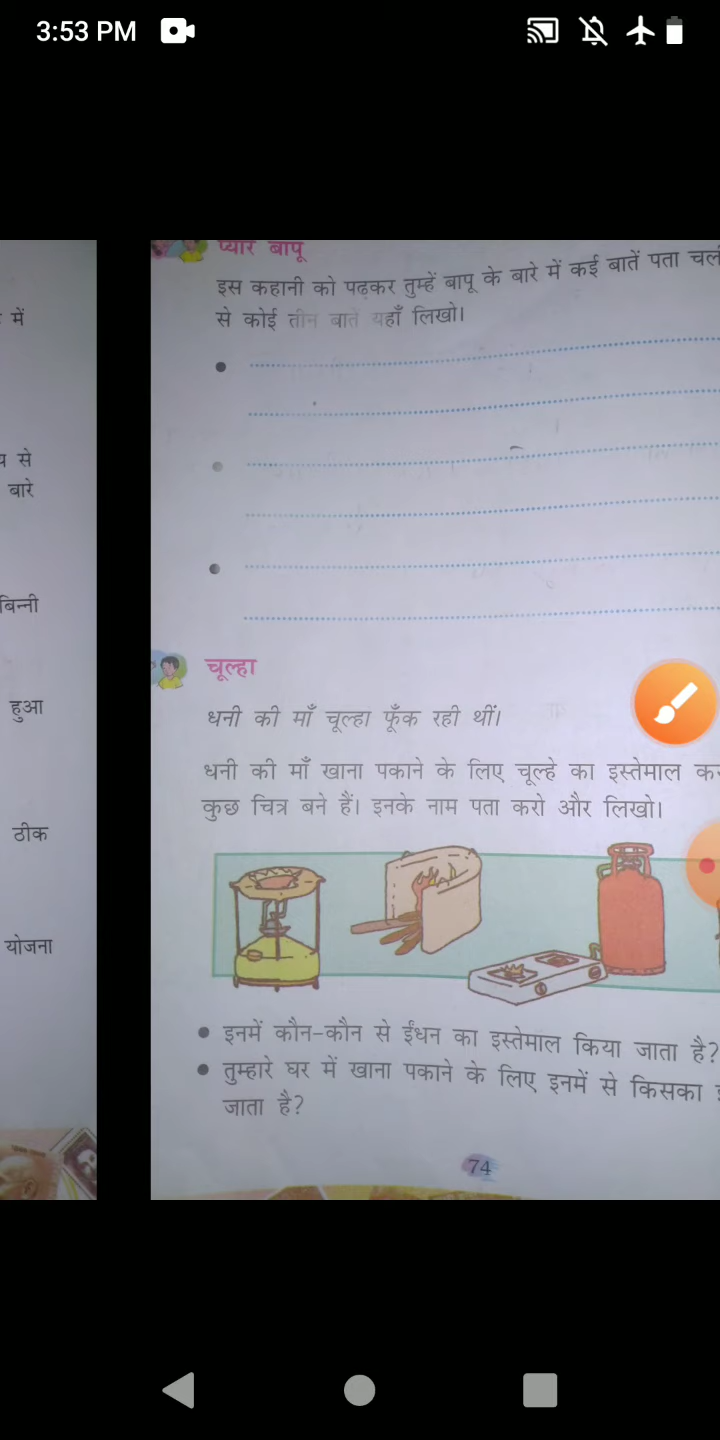 3:53 PM
में
से
बारे
बिन्नी
हुआ
ठीक
योजना
प्यारे बापू
इस कहानी को पढ़कर तुम्हें बापू के बारे में कई बातें पता
से कोई तीन बातें यहाँ लिखो।
चूल्हा
धनी की माँ चूल्हा फूँक रही थीं।
धनी की माँ खाना पकाने के लिए चूल्हे का इस्तेमाल
कुछ चित्र बने हैं। इनके नाम पता करो और लिखो।
इनमें कौन-कौन से ईंधन का इस्तेमाल किया जाता है?
तुम्हारे घर में खाना पकाने के लिए इनमें से किसका
जाता है?
74